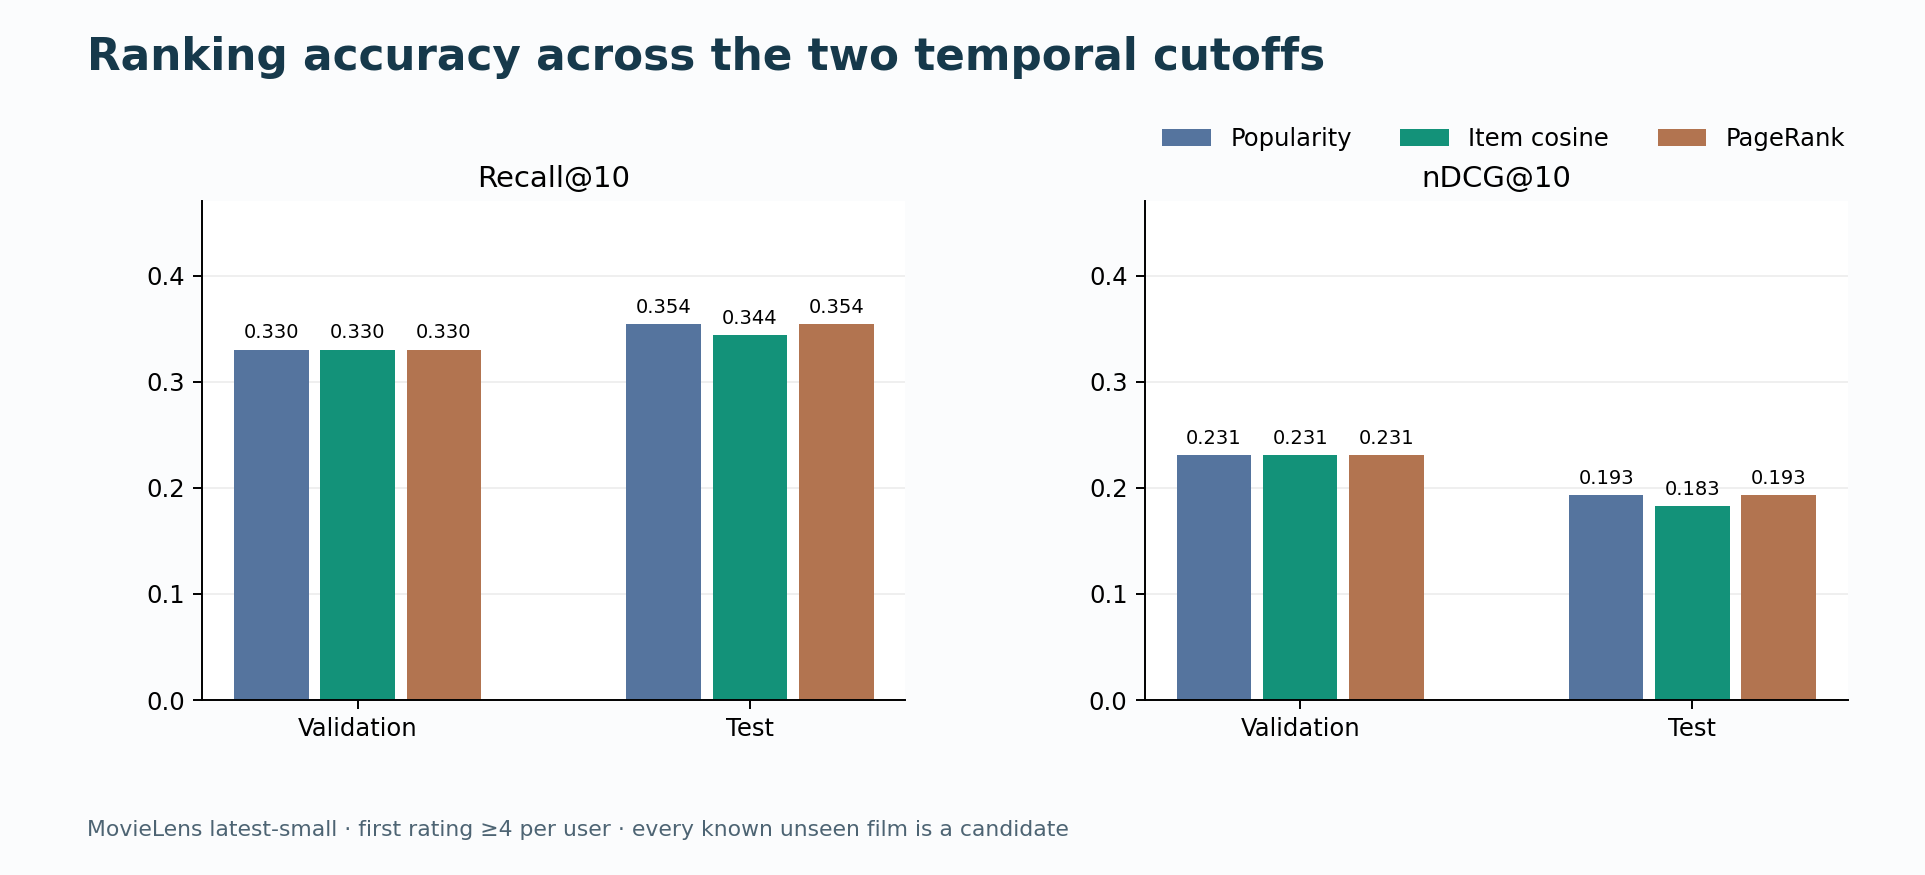 Ranking accuracy across the two temporal cutoffs
Popularity Item cosine PageRank
Recall@10
0.4
0.3
0.2
0.1
0.0
0.330 0.330 0.330
0.354 0.344 0.354
Validation Test
nDCG@10
0.4
0.3
0.2
0.1
0.0
0.231 0.231 0.231
0.193 0.183 0.193
Validation Test
MovieLens latest-small · first rating ≥4 per user · every known unseen film is a candidate